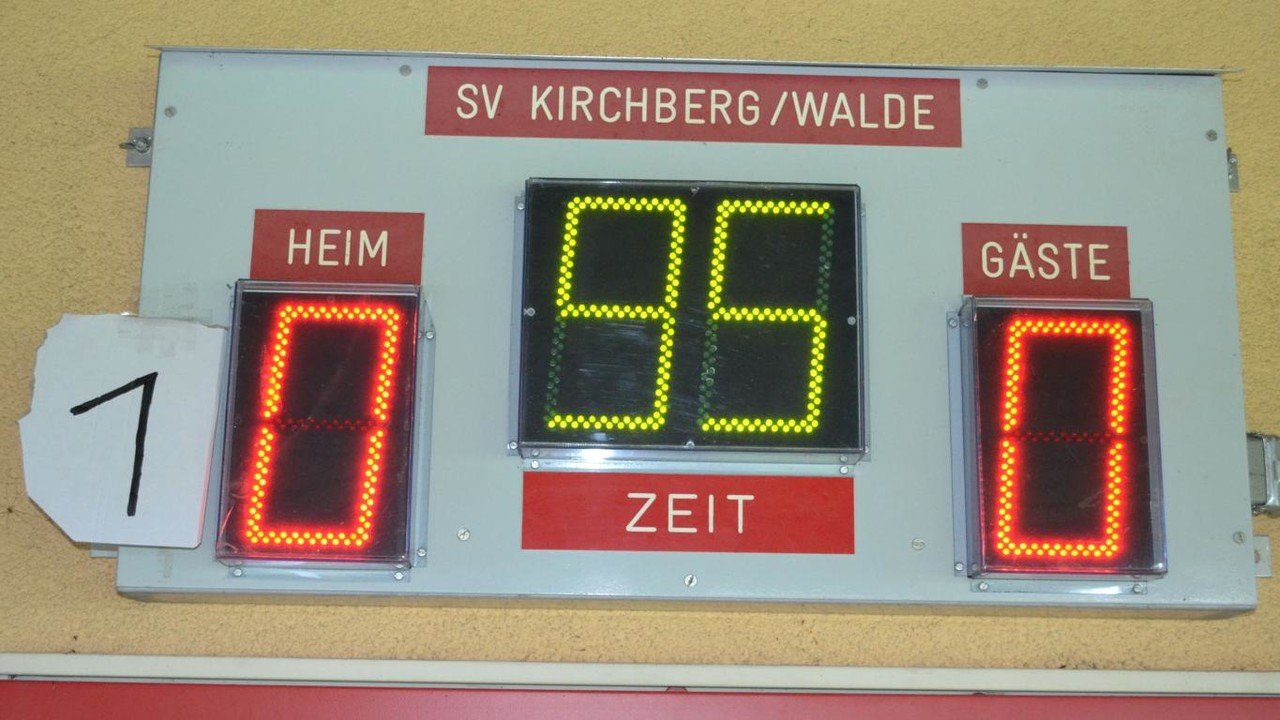 SV KIRCHBERG/WALDE
HEIM
95
GÄSTE
1 0
0
ZEIT